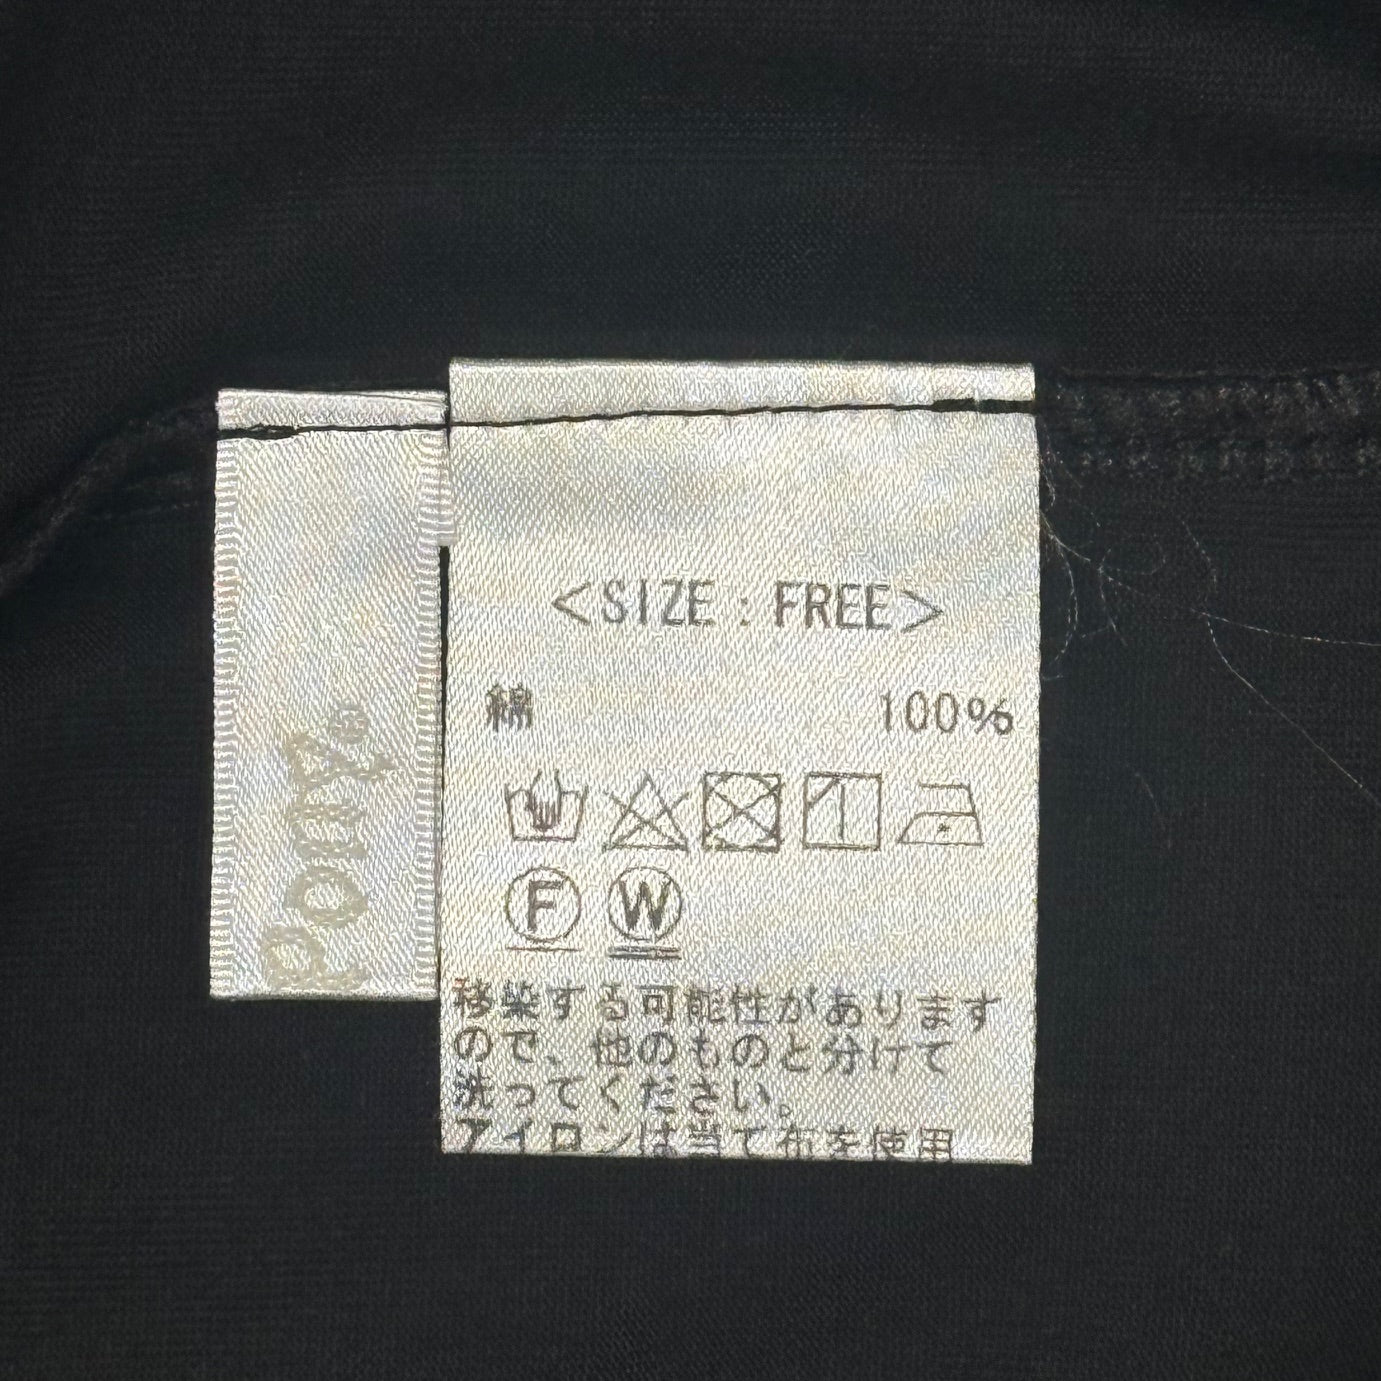 Pony®
<SIZE : FREE>
綿 100%
F W
移染する可能性があります
ので、他のものと分けて
洗ってください。
アイロンは当て布を使用